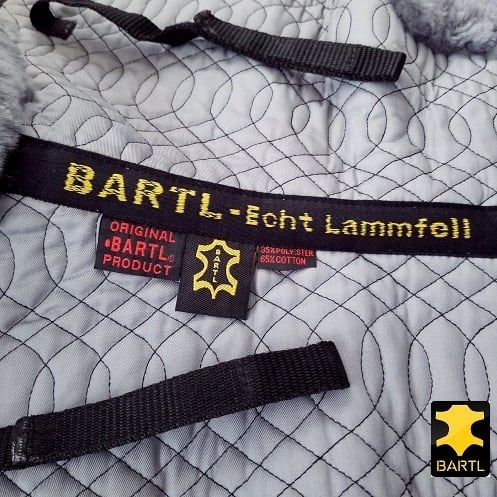 BARTL-Echt Lammfell
ORIGINAL
•BARTL®
PRODUCT
BARTL
35%POLYESTER
65%COTTON
BARTL